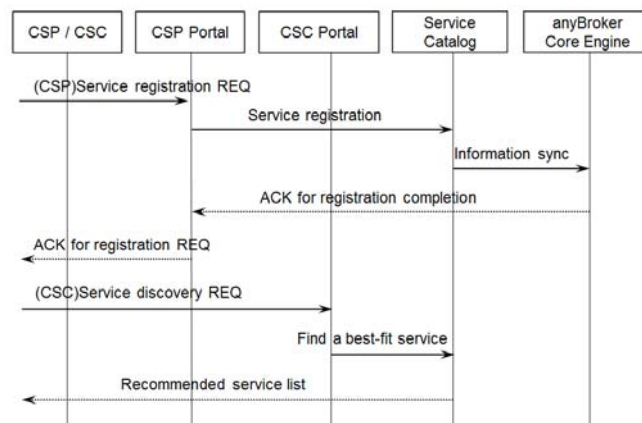 CSP / CSC
CSP Portal
CSC Portal
Service
Catalog
anyBroker
Core Engine
(CSP)Service registration REQ
Service registration
Information sync
ACK for registration completion
ACK for registration REQ
(CSC)Service discovery REQ
Find a best-fit service
Recommended service list